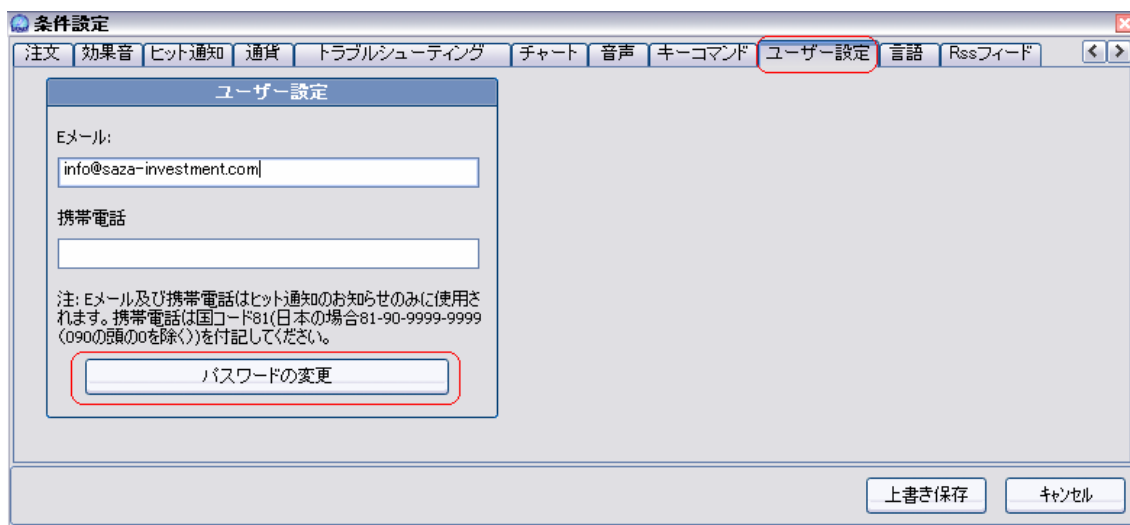 条件設定
注文 効果音 ヒット通知 通貨 トラブルシューティング チャート 音声 キーコマンド ユーザー設定 言語 Rssフィード
ユーザー設定
Eメール:
info@saza-investment.com
携帯電話
注: Eメール及び携帯電話はヒット通知のお知らせのみに使用さ
れます。携帯電話は国コード81(日本の場合81-90-9999-9999
(090の頭の0を除く))を付記してください。
パスワードの変更
上書き保存 キャンセル